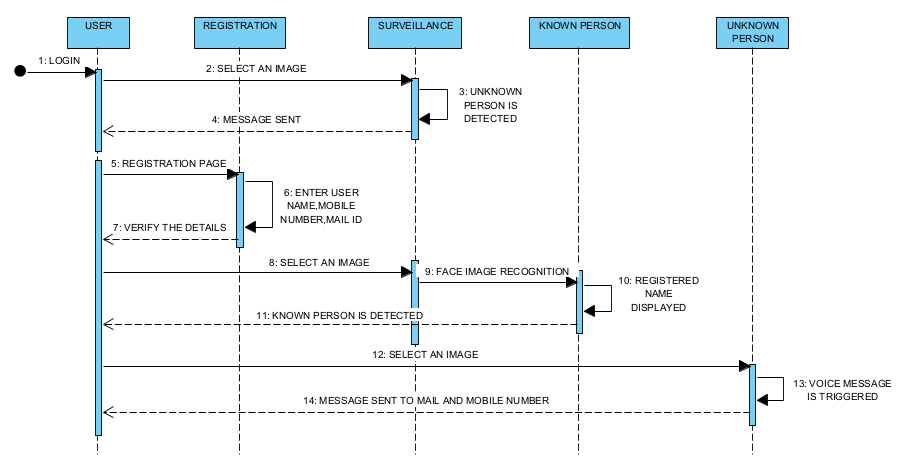 USER
REGISTRATION
SURVEILLANCE
KNOWN PERSON
UNKNOWN
PERSON
1: LOGIN
2: SELECT AN IMAGE
3: UNKNOWN
PERSON IS
DETECTED
4: MESSAGE SENT
5: REGISTRATION PAGE
6: ENTER USER
NAME,MOBILE
NUMBER,MAIL ID
7: VERIFY THE DETAILS
8: SELECT AN IMAGE
9: FACE IMAGE RECOGNITION
10: REGISTERED
NAME
DISPLAYED
11: KNOWN PERSON IS DETECTED
12: SELECT AN IMAGE
13: VOICE MESSAGE
IS TRIGGERED
14: MESSAGE SENT TO MAIL AND MOBILE NUMBER